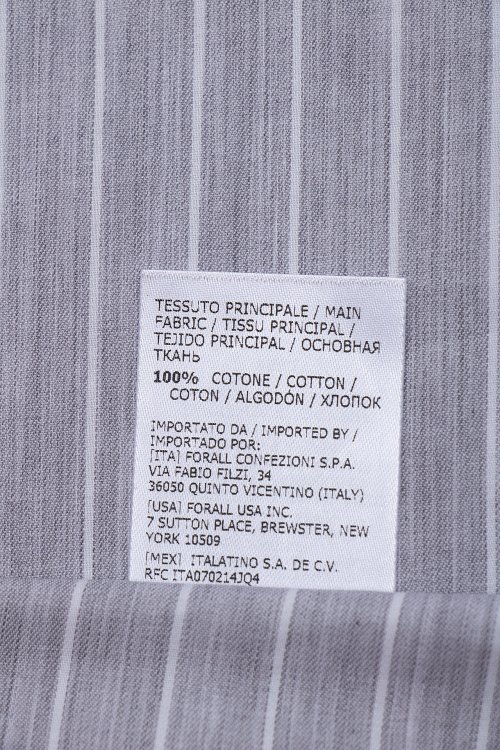 TESSUTO PRINCIPALE / MAIN
FABRIC / TISSU PRINCIPAL /
TEJIDO PRINCIPAL / ОСНОВНАЯ
ТКАНЬ
100% COTONE / COTTON /
COTON / ALGODÓN / ХЛОПОК
IMPORTATO DA / IMPORTED BY /
IMPORTADO POR:
[ITA] FORALL CONFEZIONI S.P.A.
VIA FABIO FILZI, 34
36050 QUINTO VICENTINO (ITALY)
[USA] FORALL USA INC.
7 SUTTON PLACE, BREWSTER, NEW
YORK 10509
[MEX] ITALATINO S.A. DE C.V.
RFC ITA070214JQ4